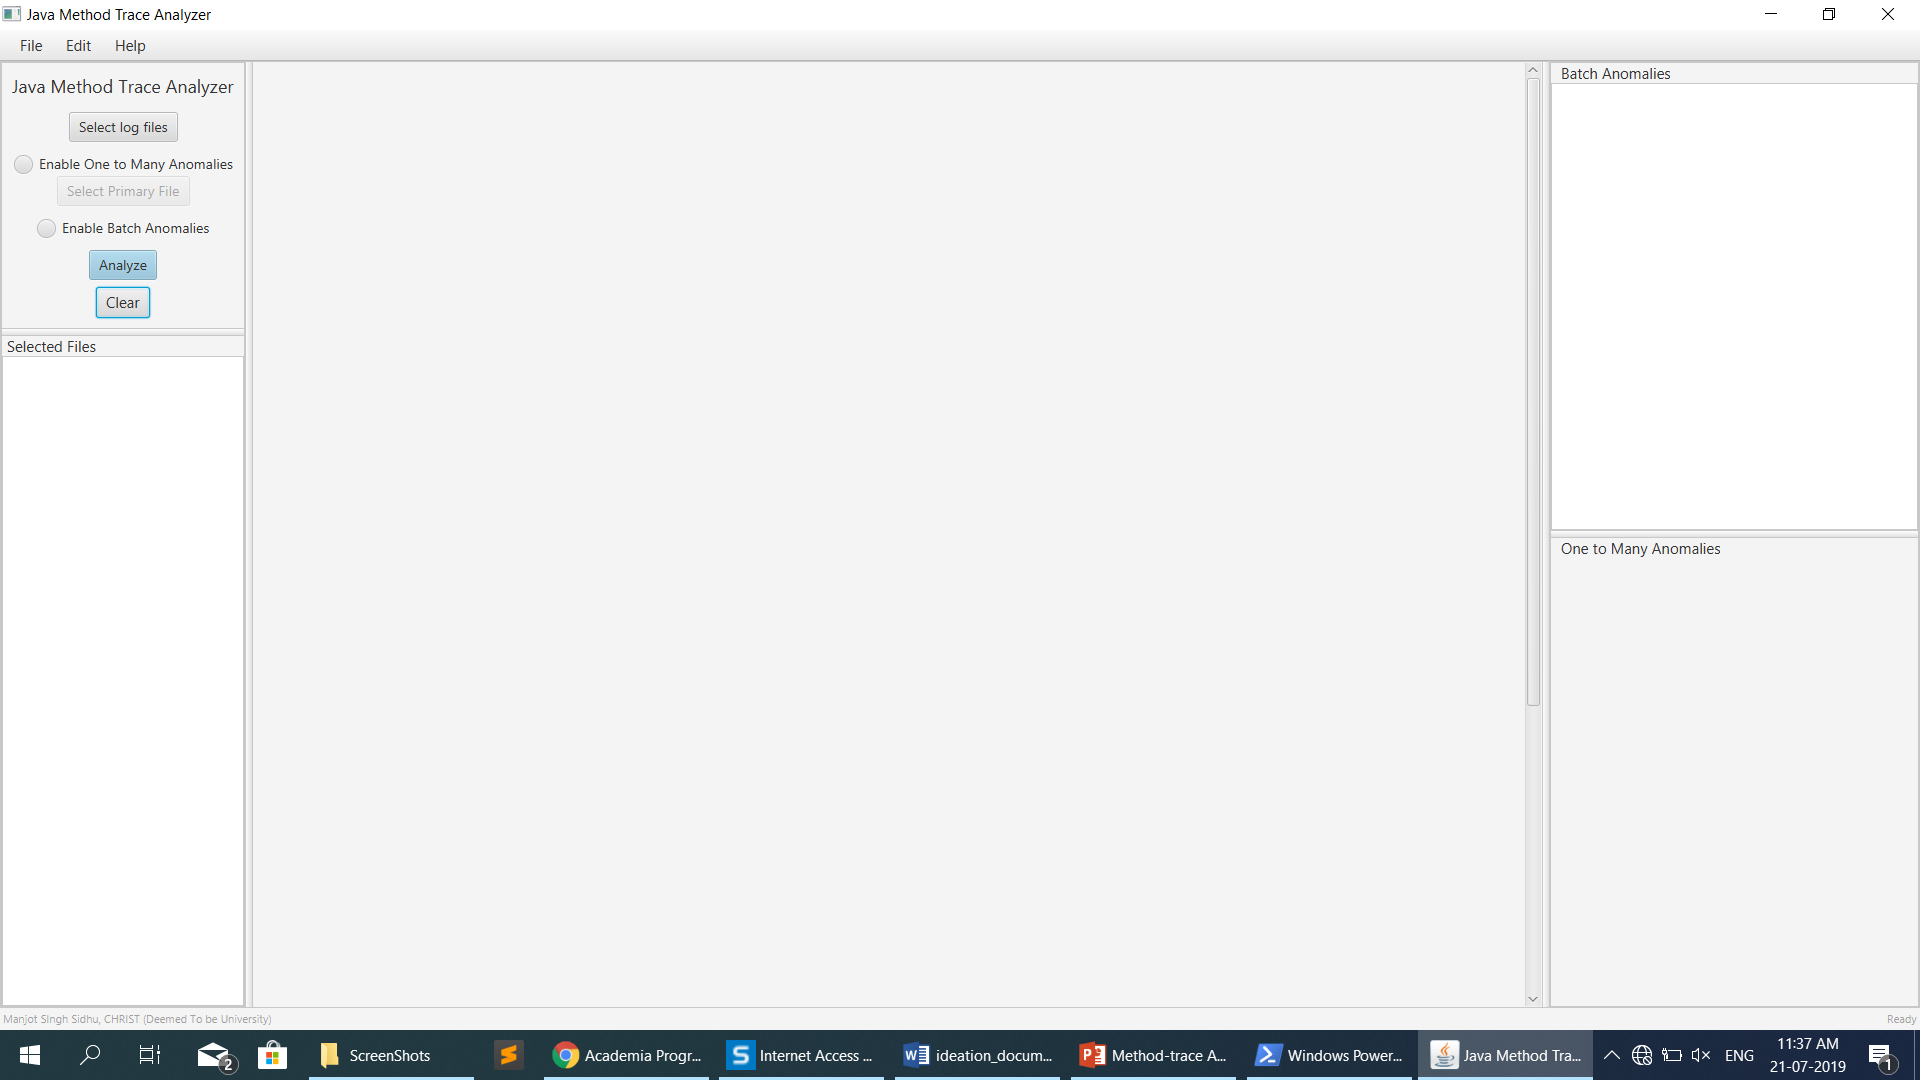 Java Method Trace Analyzer
File Edit Help
Java Method Trace Analyzer
Select log files
Enable One to Many Anomalies
Select Primary File
Enable Batch Anomalies
Analyze
Clear
Selected Files
Batch Anomalies
One to Many Anomalies
Manjot SIngh Sidhu, CHRIST (Deemed To be University)
Ready
2
ScreenShots
Academia Progr...
Internet Access ...
ideation_docum...
Method-trace A...
Windows Power...
Java Method Tra...
ENG
11:37 AM
21-07-2019
1